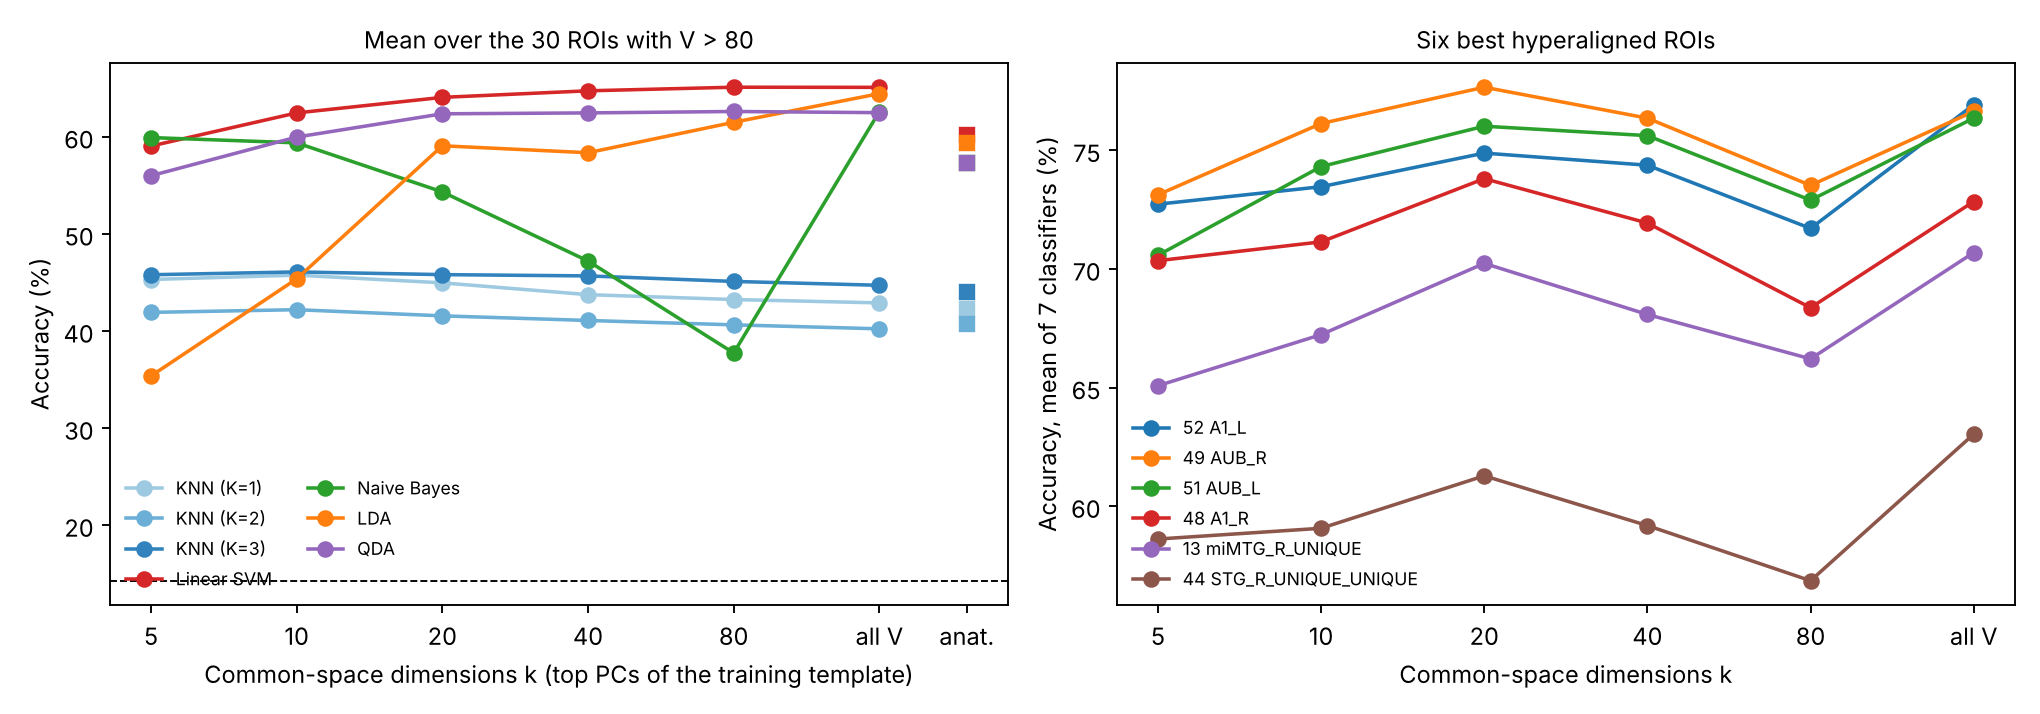 Mean over the 30 ROIs with V > 80
Accuracy (%)
60
50
40
30
20
KNN (K=1)
KNN (K=2)
KNN (K=3)
Linear SVM
Naive Bayes
LDA
QDA
5 10 20 40 80 all V anat.
Common-space dimensions k (top PCs of the training template)
Six best hyperaligned ROIs
Accuracy, mean of 7 classifiers (%)
75
70
65
60
52 A1_L
49 AUB_R
51 AUB_L
48 A1_R
13 miMTG_R_UNIQUE
44 STG_R_UNIQUE_UNIQUE
5 10 20 40 80 all V
Common-space dimensions k